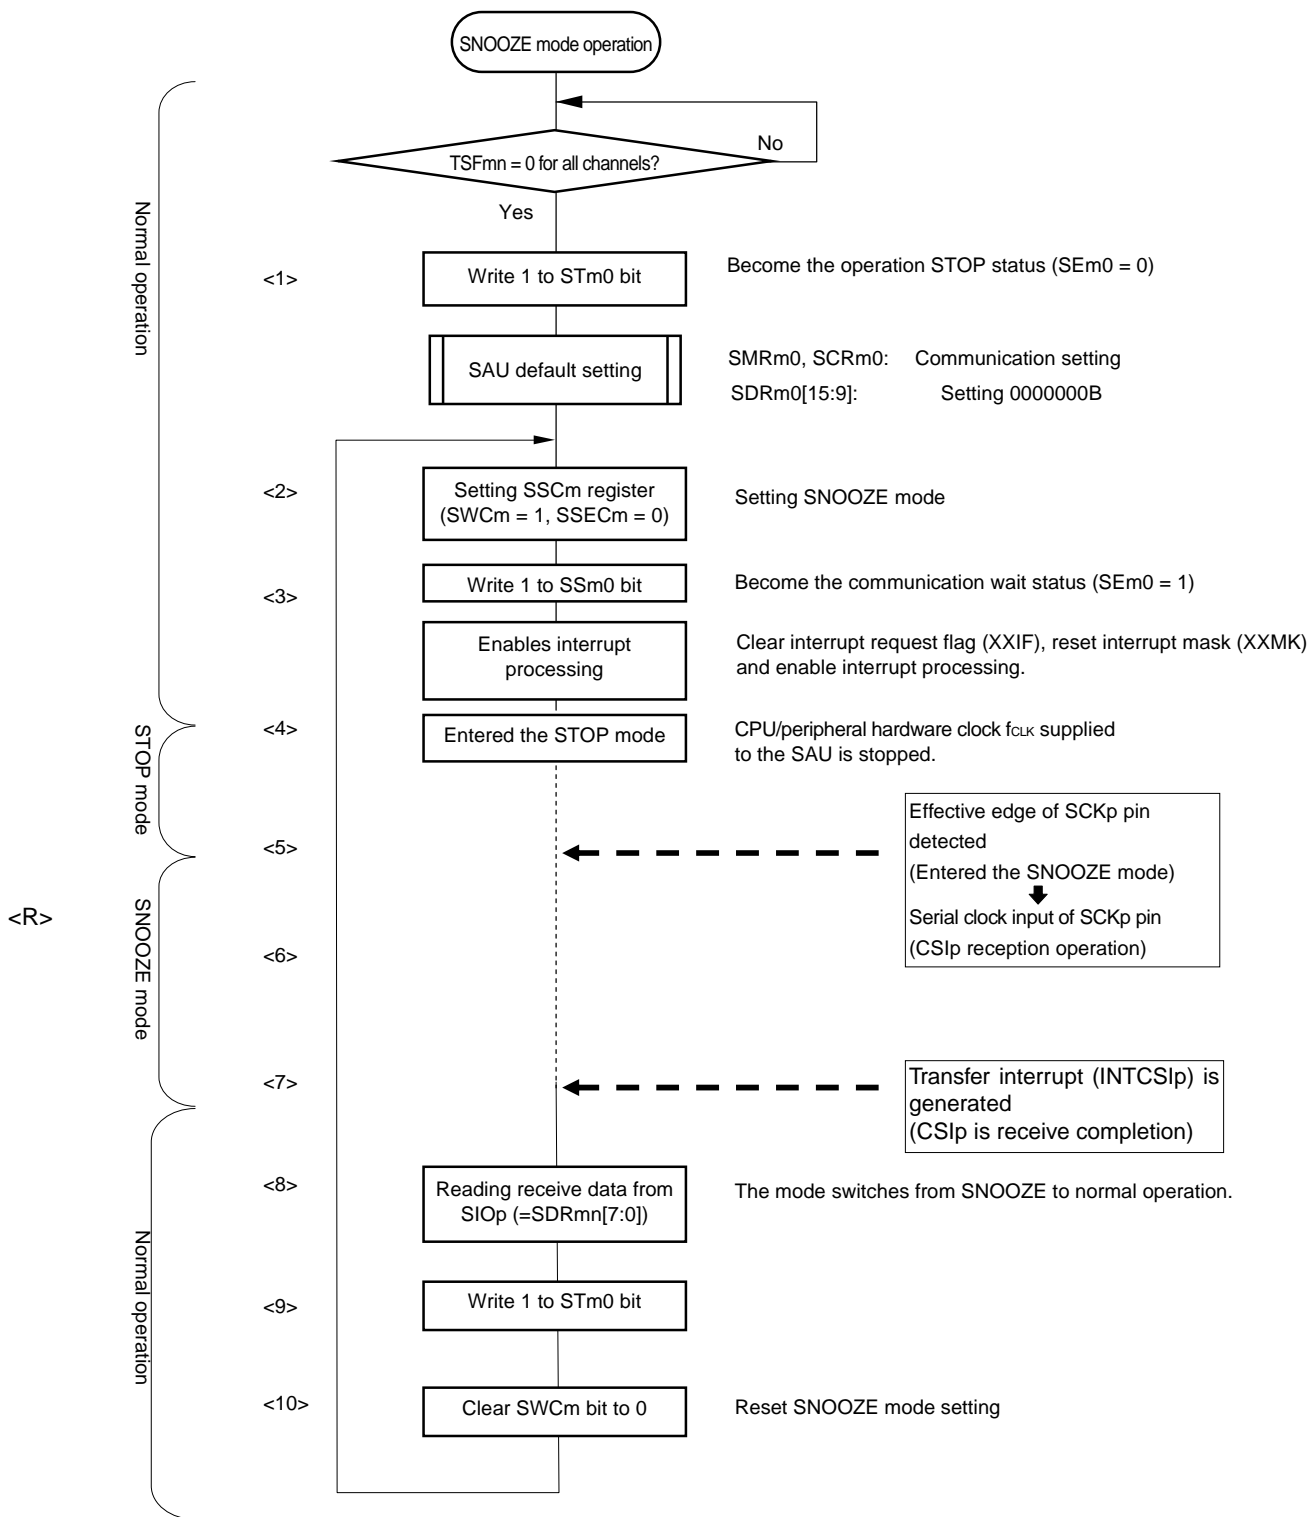 SNOOZE mode operation
No
TSFmn = 0 for all channels?
Yes
Normal operation
<1>
Write 1 to STm0 bit
Become the operation STOP status (SEm0 = 0)
SAU default setting
SMRm0, SCRm0: Communication setting
SDRm0[15:9]: Setting 0000000B
<2>
Setting SSCm register
(SWCm = 1, SSECm = 0)
Setting SNOOZE mode
<3>
Write 1 to SSm0 bit
Become the communication wait status (SEm0 = 1)
Enables interrupt
processing
Clear interrupt request flag (XXIF), reset interrupt mask (XXMK)
and enable interrupt processing.
STOP mode
<4>
Entered the STOP mode
CPU/peripheral hardware clock fCLK supplied
to the SAU is stopped.
<5>
Effective edge of SCKp pin
detected
(Entered the SNOOZE mode)
Serial clock input of SCKp pin
(CSIp reception operation)
<R>
SNOOZE mode
<6>
<7>
Transfer interrupt (INTCSIp) is
generated
(CSIp is receive completion)
Normal operation
<8>
Reading receive data from
SIOp (=SDRmn[7:0])
The mode switches from SNOOZE to normal operation.
<9>
Write 1 to STm0 bit
<10>
Clear SWCm bit to 0
Reset SNOOZE mode setting